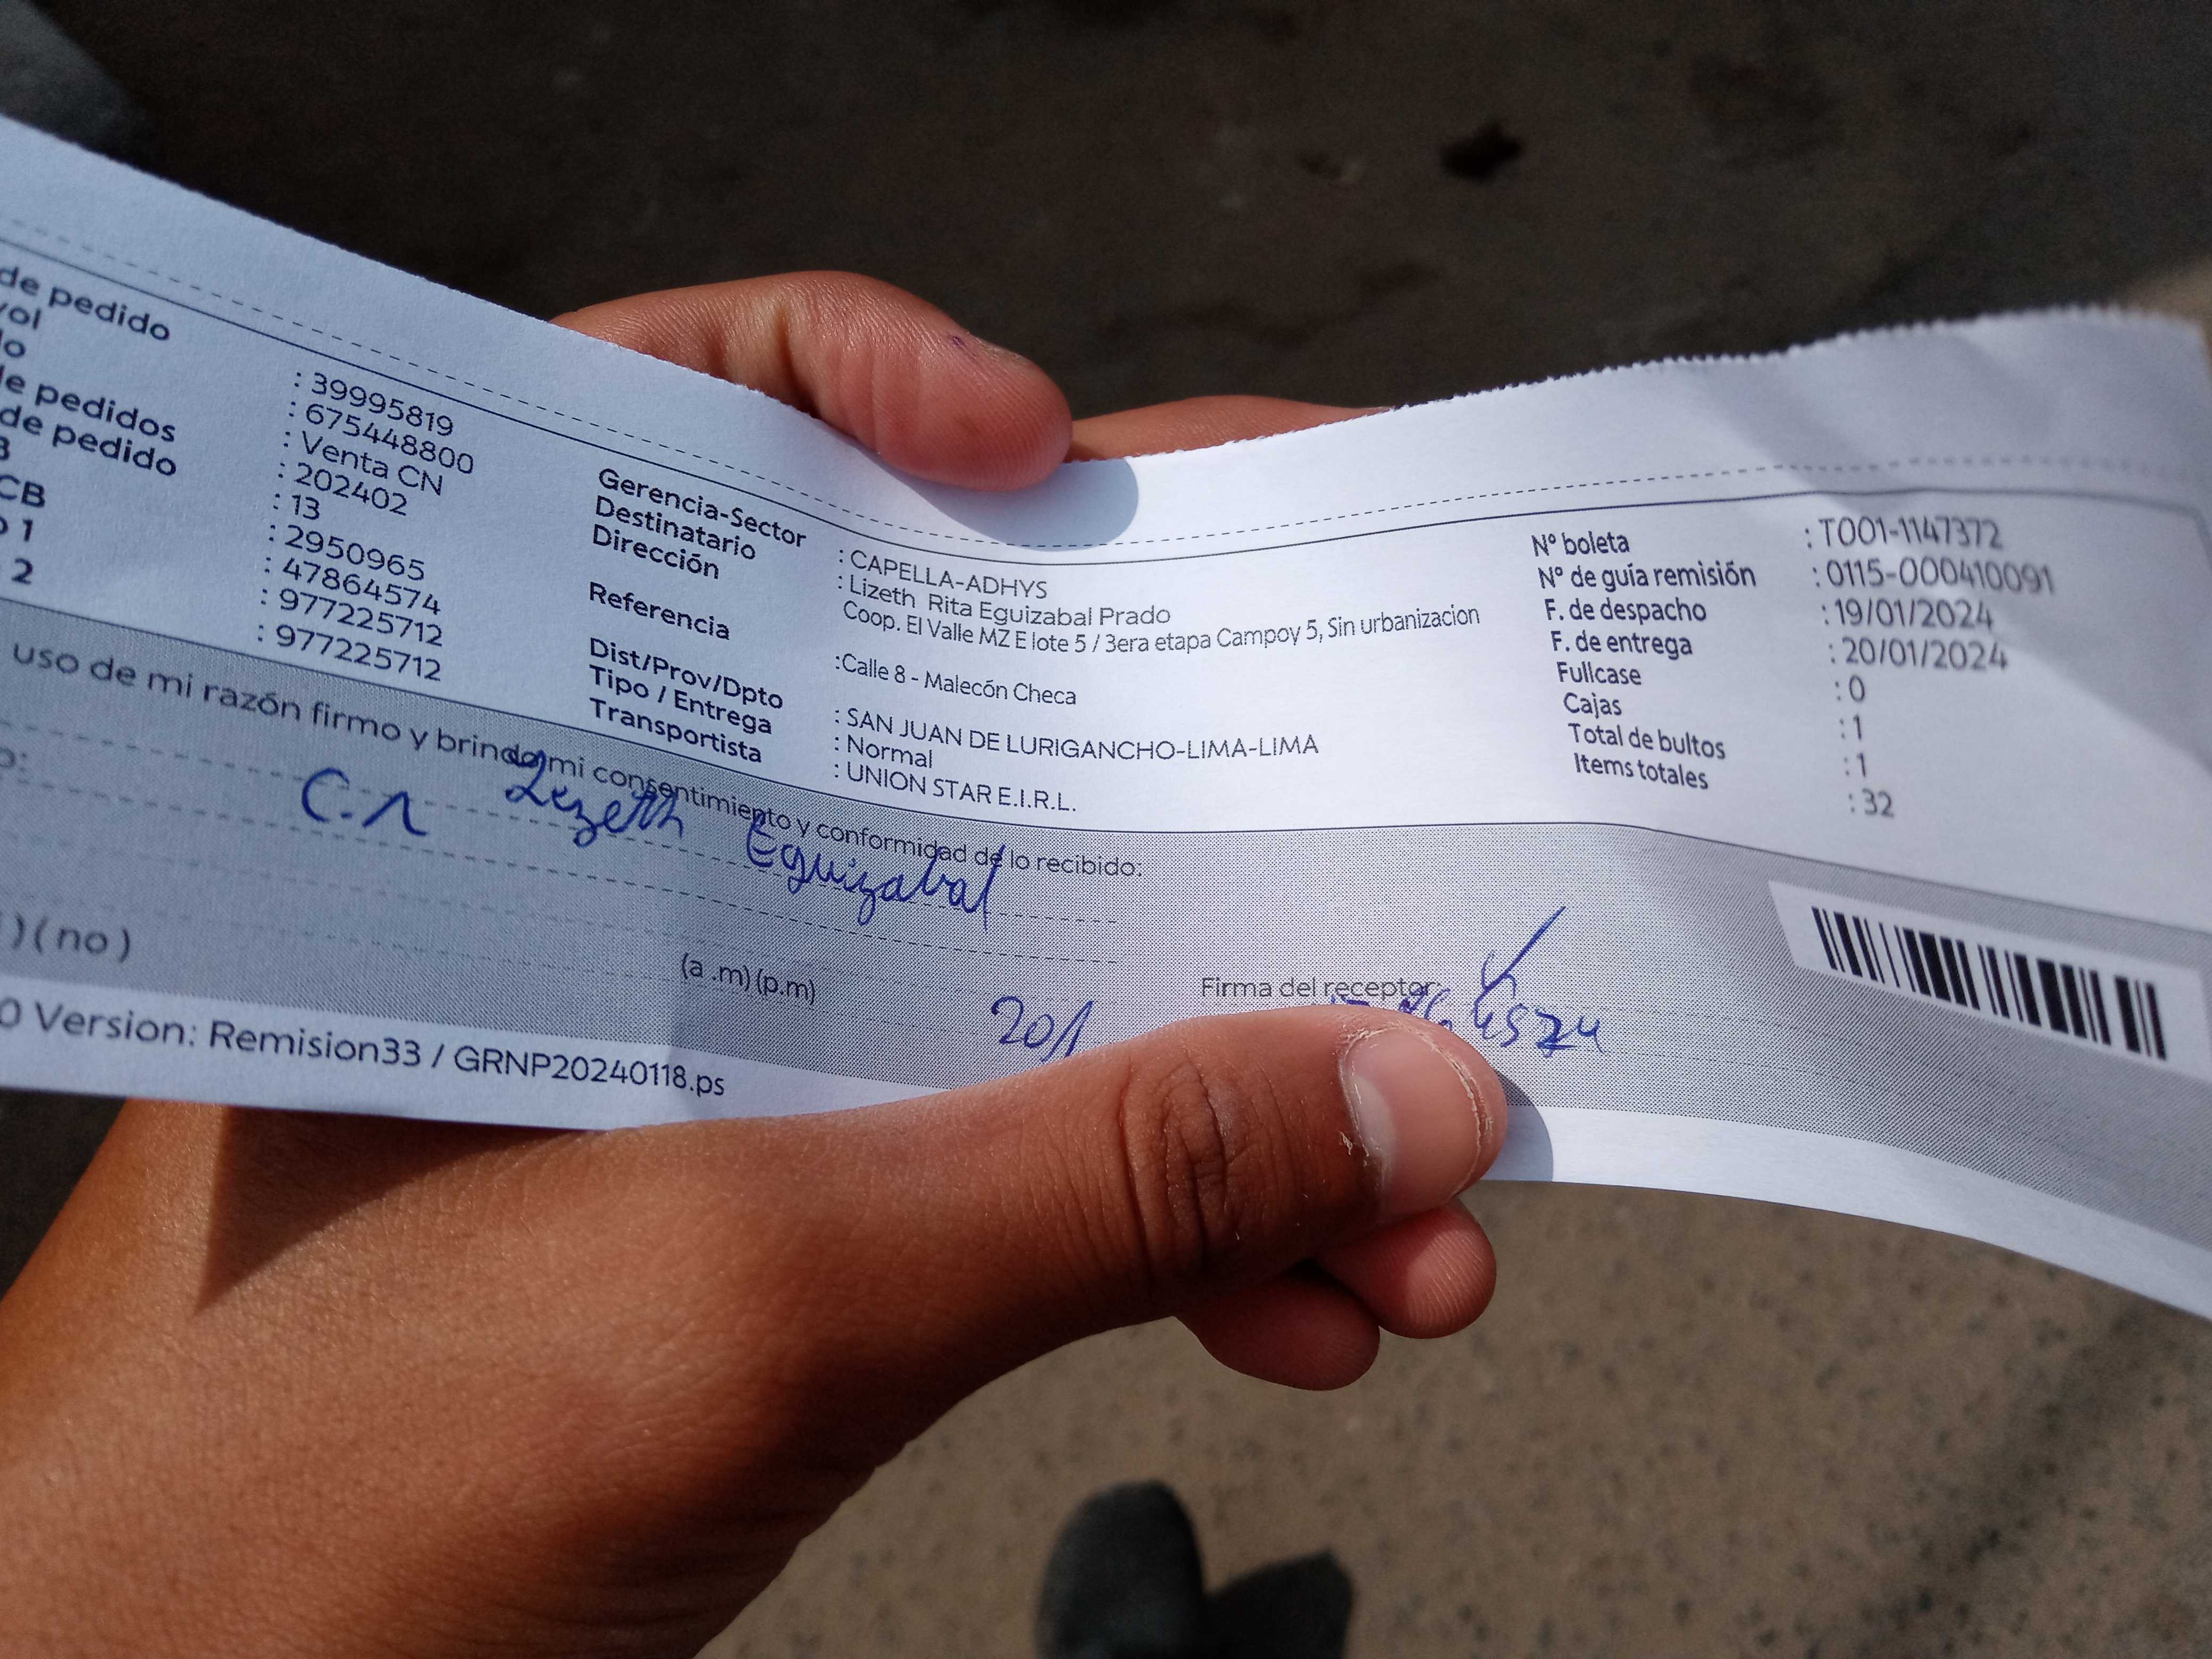 de pedido : 39995819
: 675448800
: Venta CN
de pedidos : 202402
de pedido : 13
: 2950965
CB : 47864574
1 : 977225712
2 : 977225712
Gerencia-Sector : CAPELLA-ADHYS
Destinatario : Lizeth Rita Eguizabal Prado
Dirección Coop. El Valle MZ E lote 5 / 3era etapa Campoy 5, Sin urbanizacion
Referencia :Calle 8 - Malecón Checa
Dist/Prov/Dpto : SAN JUAN DE LURIGANCHO-LIMA-LIMA
Tipo / Entrega : Normal
Transportista : UNION STAR E.I.R.L.
Nº boleta : T001-1147372
Nº de guía remisión : 0115-000410091
F. de despacho : 19/01/2024
F. de entrega : 20/01/2024
Fullcase : 0
Cajas : 1
Total de bultos : 1
Items totales : 32
uso de mi razón firmo y brindo mi consentimiento y conformidad de lo recibido:
Lizeth Eguizabal
) ( no )
(a .m) (p.m)
Firma del receptor:
20/
0 Version: Remision33 / GRNP20240118.ps